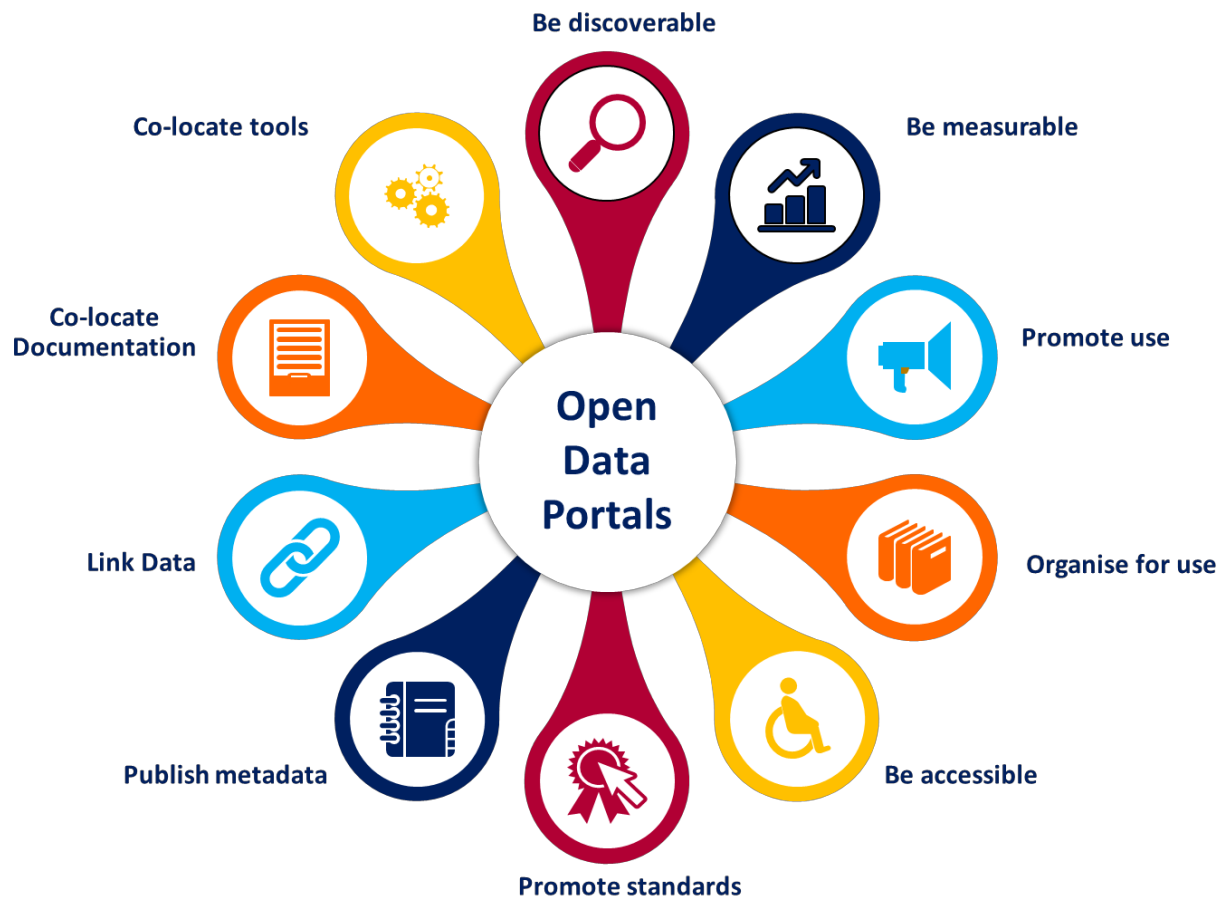 Be discoverable
Co-locate tools
Be measurable
Co-locate
Documentation
Promote use
Open
Data
Portals
Link Data
Organise for use
Publish metadata
Be accessible
Promote standards